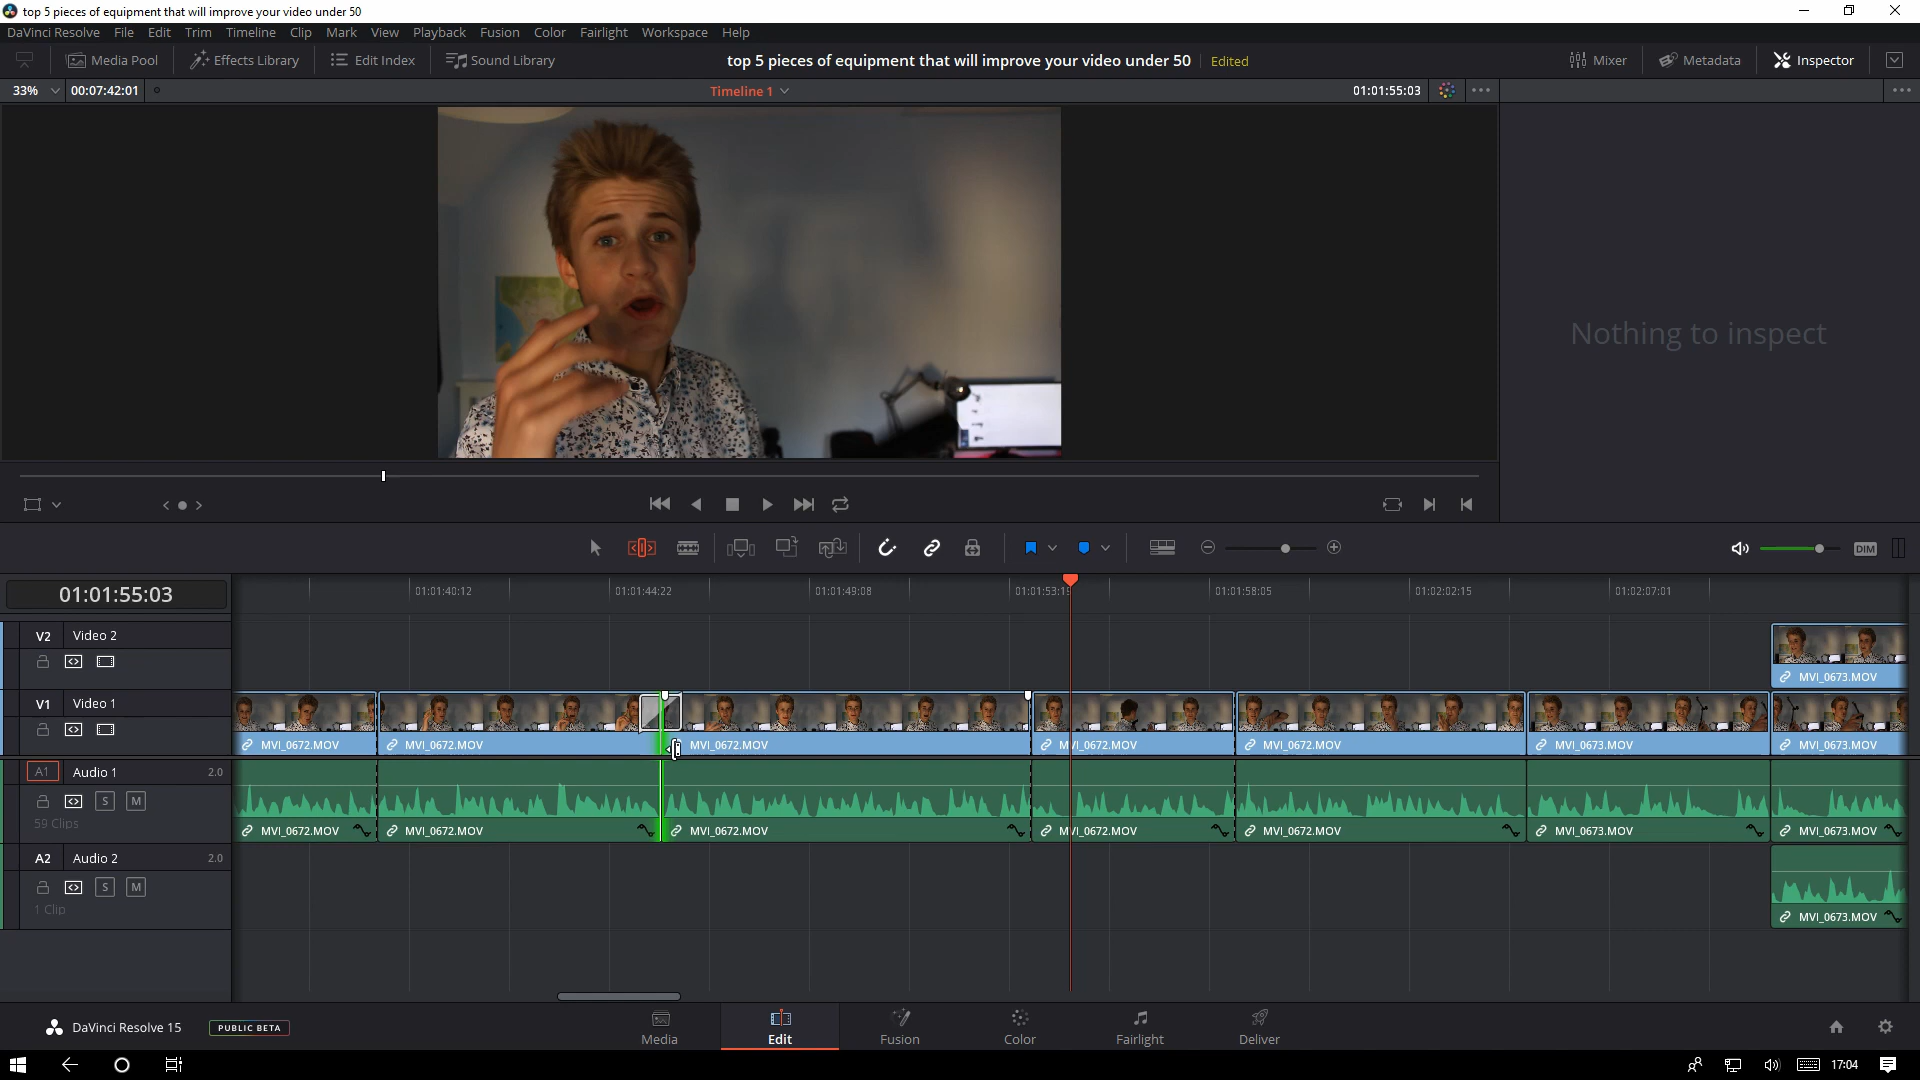 top 5 pieces of equipment that will improve your video under 50
DaVinci Resolve File Edit Trim Timeline Clip Mark View Playback Fusion Color Fairlight Workspace Help
Media Pool Effects Library Edit Index Sound Library top 5 pieces of equipment that will improve your video under 50 Edited Mixer Metadata Inspector
33% 00:07:42:01 Timeline 1 01:01:55:03
Nothing to inspect
DIM
01:01:55:03 01:01:40:12 01:01:44:22 01:01:49:08 01:01:53:19 01:01:58:05 01:02:02:15 01:02:07:01
V2 Video 2
MVI_0673.MOV
V1 Video 1
MVI_0672.MOV MVI_0672.MOV MVI_0672.MOV MVI_0672.MOV MVI_0672.MOV MVI_0673.MOV MVI_0673.MOV
A1 Audio 1 2.0
S M
59 Clips
MVI_0672.MOV MVI_0672.MOV MVI_0672.MOV MVI_0672.MOV MVI_0672.MOV MVI_0673.MOV MVI_0673.MOV
A2 Audio 2 2.0
S M
1 Clip
MVI_0673.MOV
DaVinci Resolve 15 PUBLIC BETA
Media Edit Fusion Color Fairlight Deliver
17:04